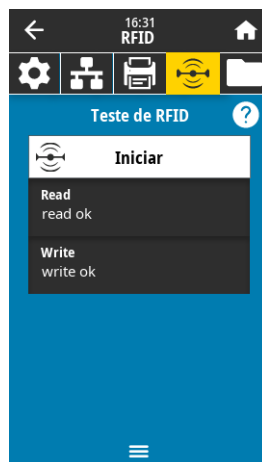 16:31
RFID
Teste de RFID
?
Iniciar
Read
read ok
Write
write ok